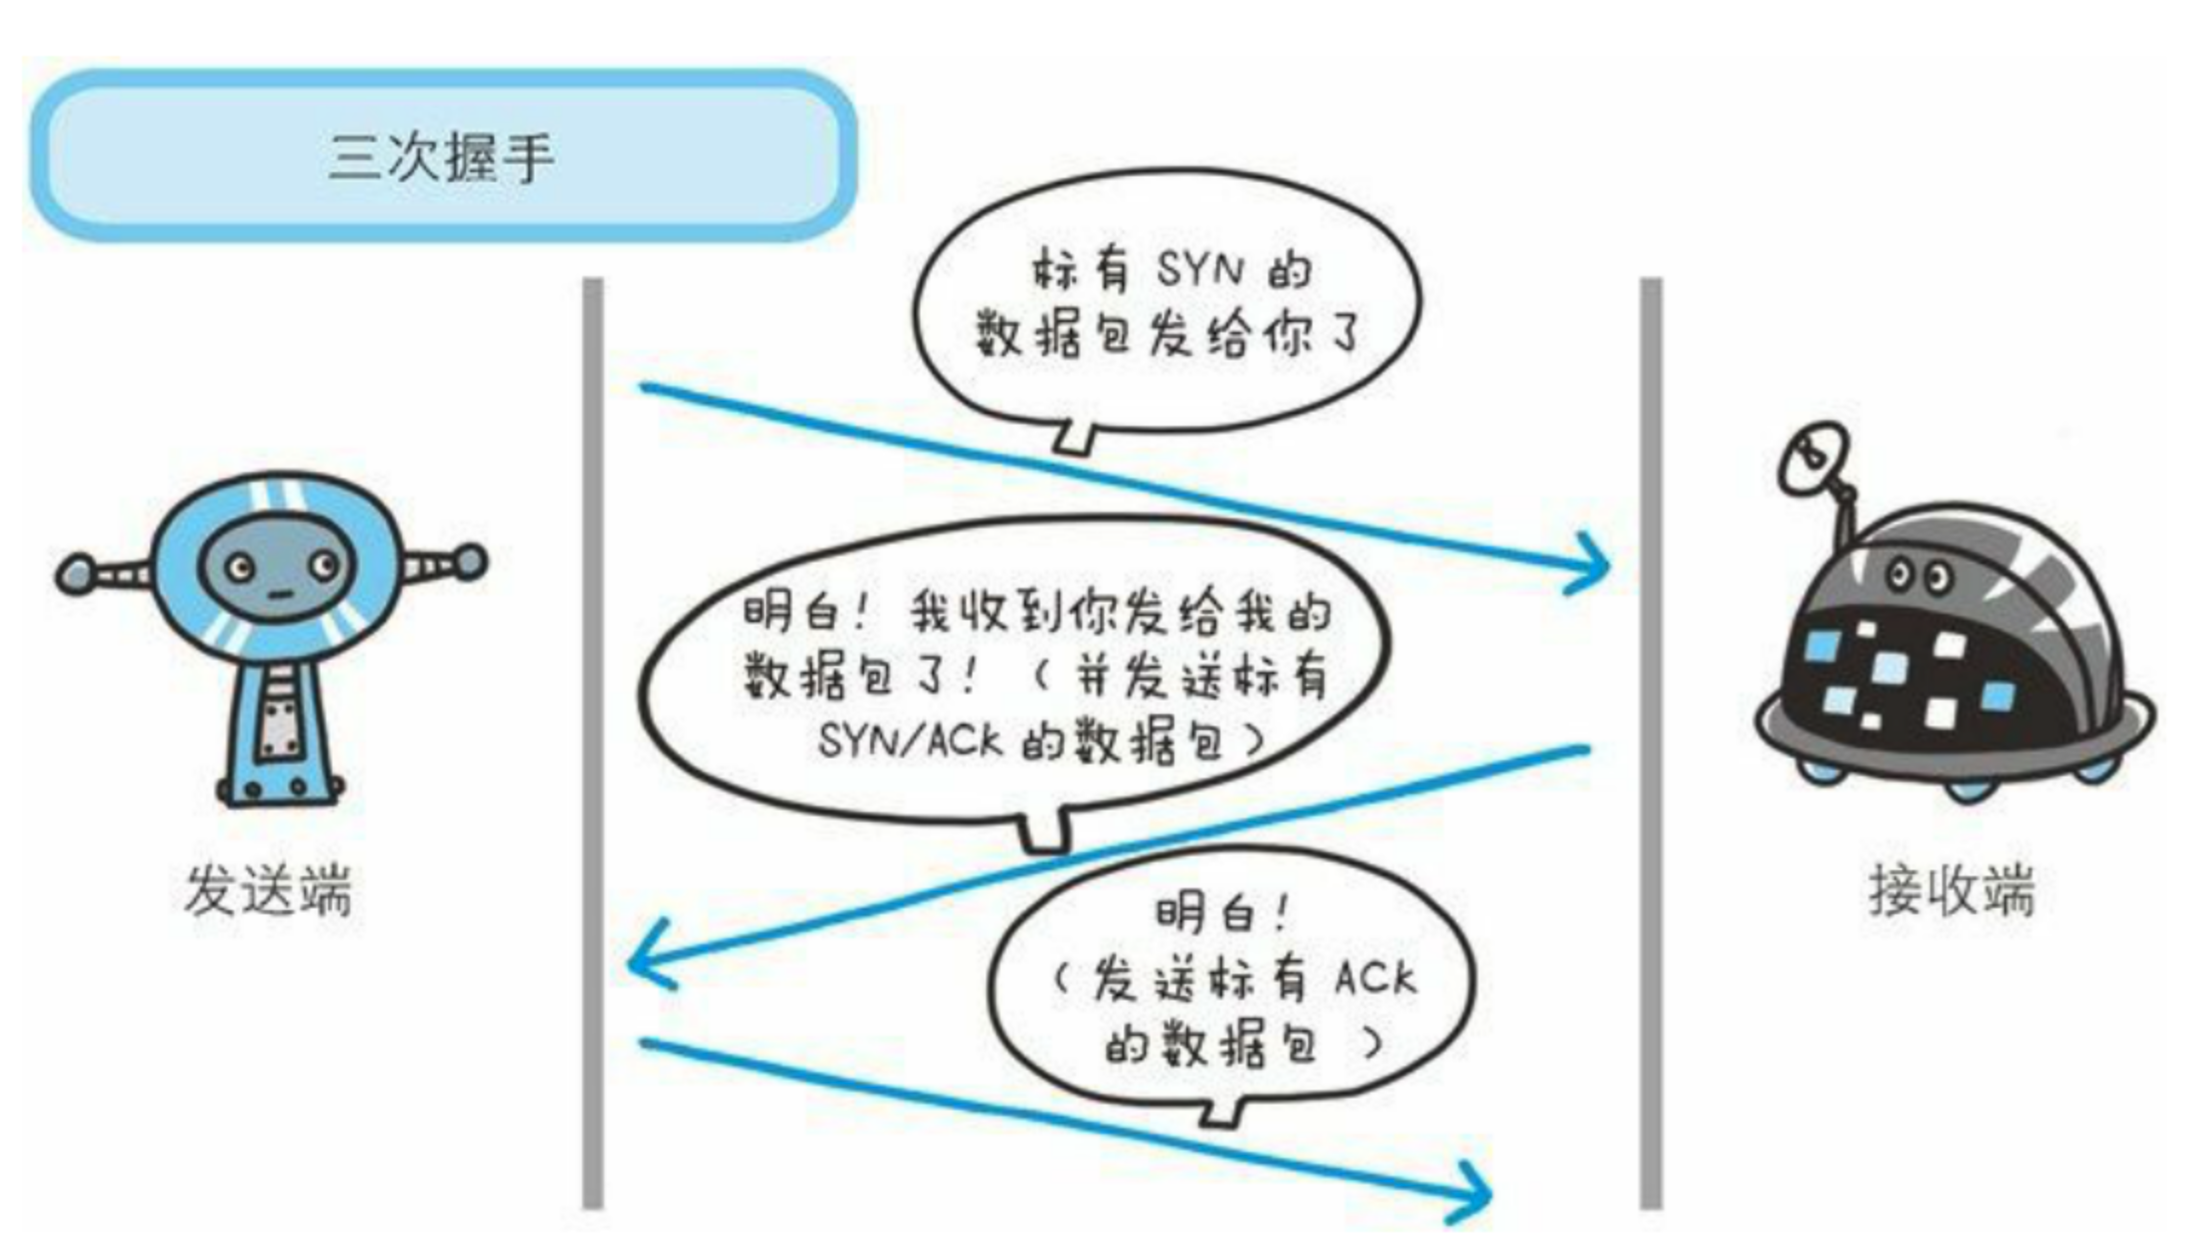 三次握手
标有 SYN 的
数据包发给你了
明白！我收到你发给我的
数据包了！（并发送标有
SYN/ACK 的数据包）
发送端
接收端
明白！
（发送标有 ACK
的数据包）